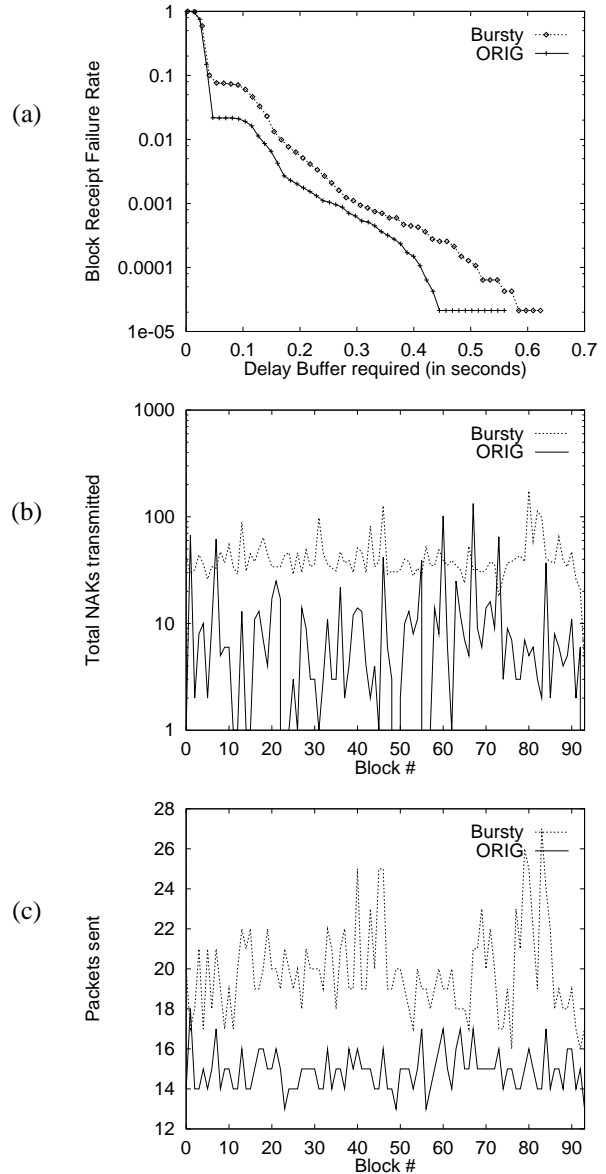 (a)
Block Receipt Failure Rate
1
0.1
0.01
0.001
0.0001
1e-05
Bursty
ORIG
0 0.1 0.2 0.3 0.4 0.5 0.6 0.7
Delay Buffer required (in seconds)
(b)
Total NAKs transmitted
1000
100
10
1
Bursty
ORIG
0 10 20 30 40 50 60 70 80 90
Block #
(c)
Packets sent
28
26
24
22
20
18
16
14
12
Bursty
ORIG
0 10 20 30 40 50 60 70 80 90
Block #